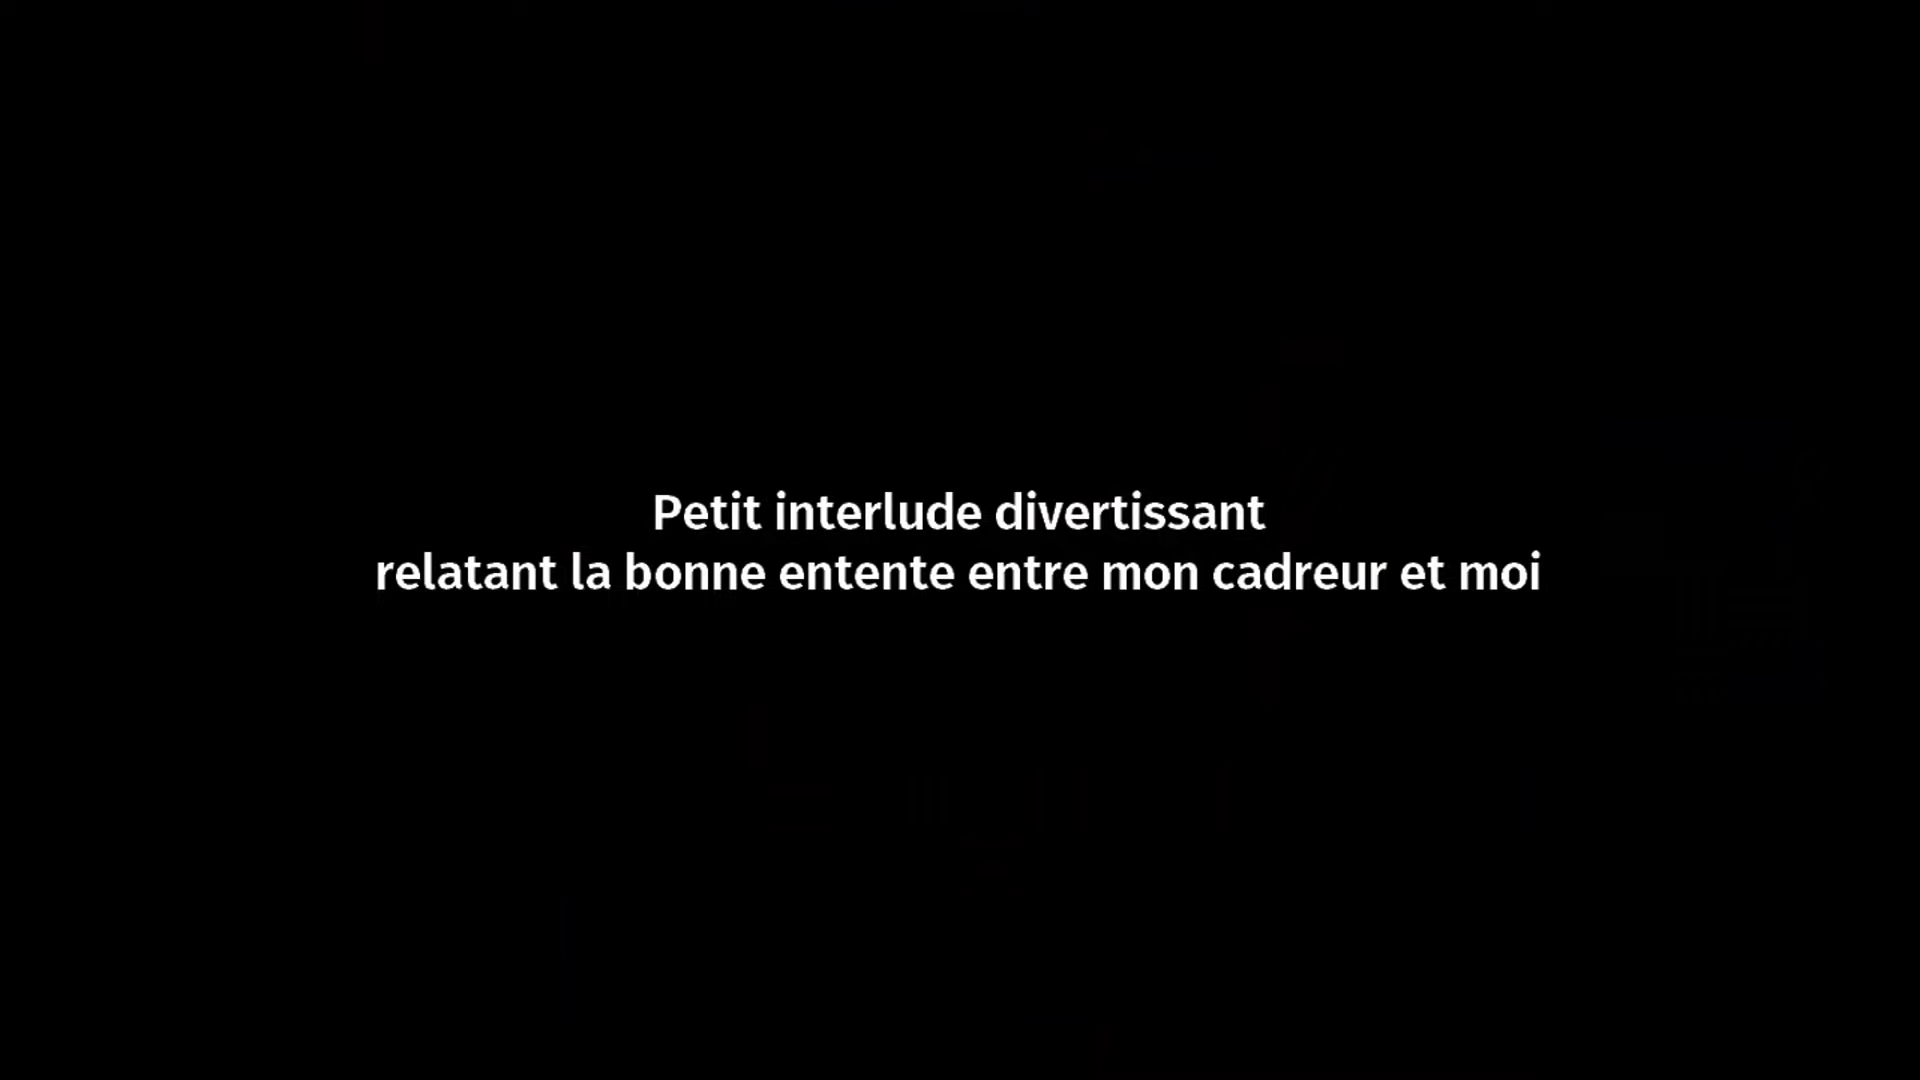 Petit interlude divertissant
relatant la bonne entente entre mon cadreur et moi